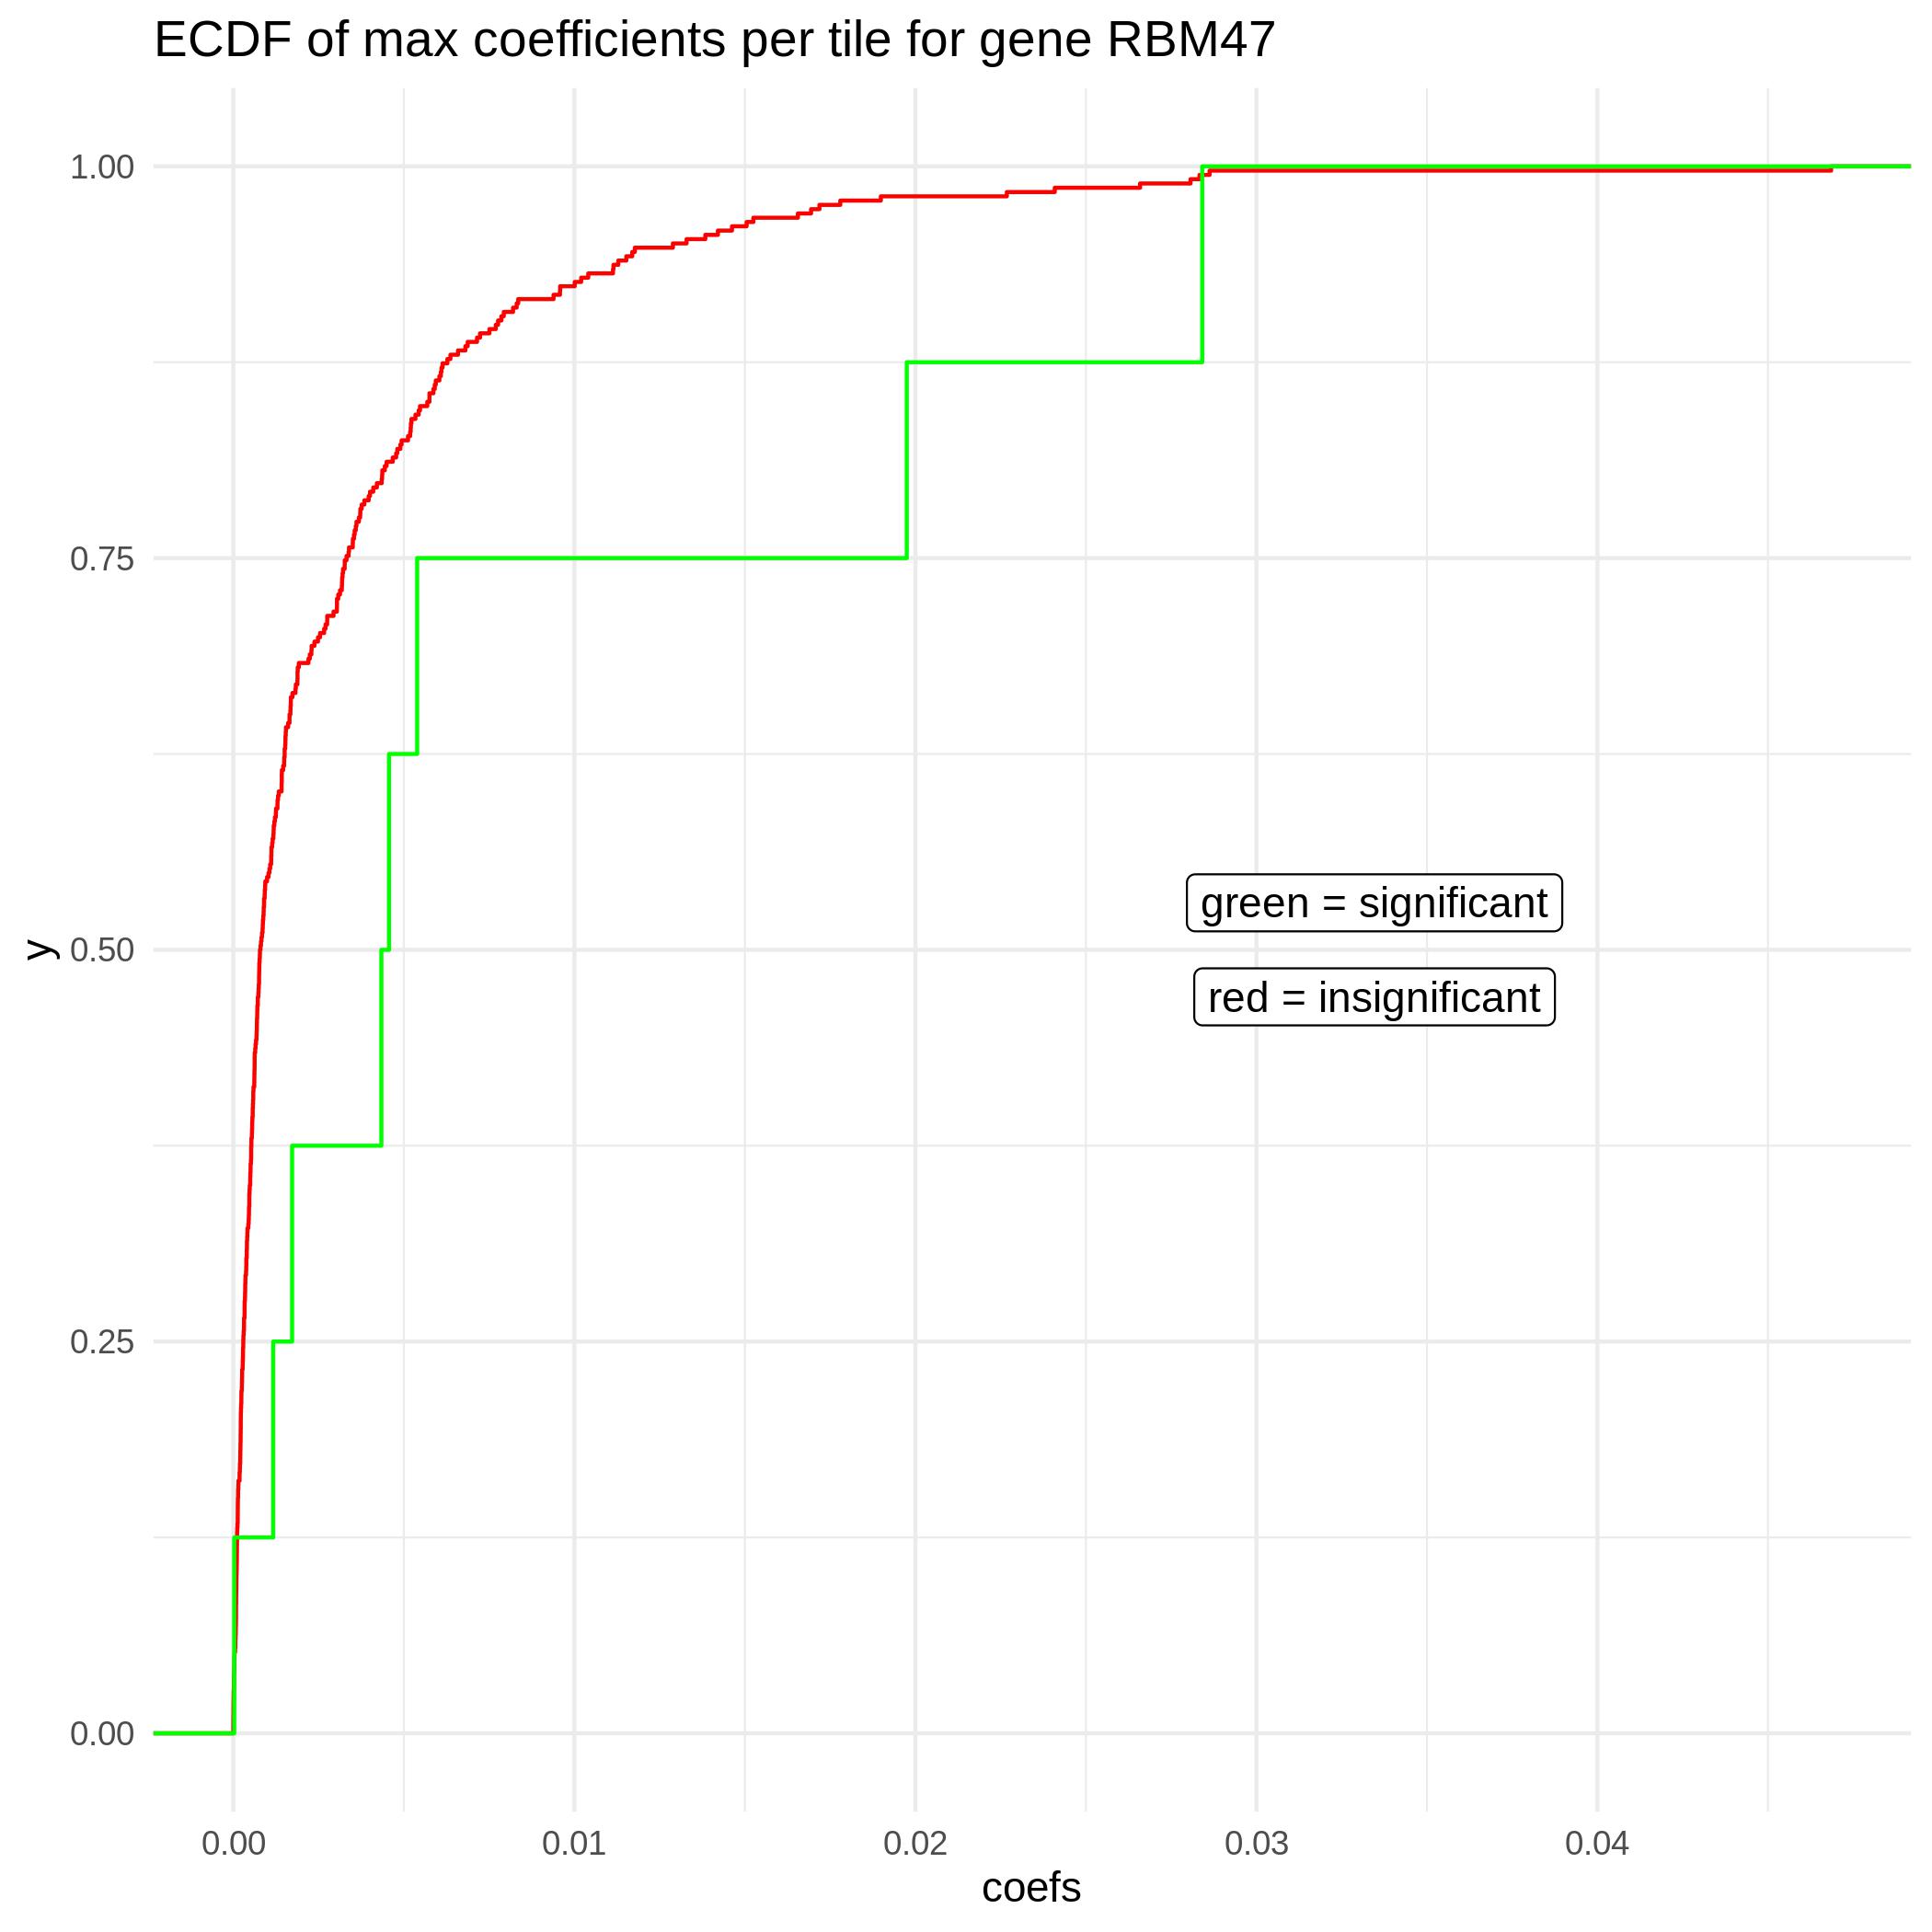 ECDF of max coefficients per tile for gene RBM47
1.00
0.75
0.50
0.25
0.00
y
green = significant
red = insignificant
0.00 0.01 0.02 0.03 0.04
coefs